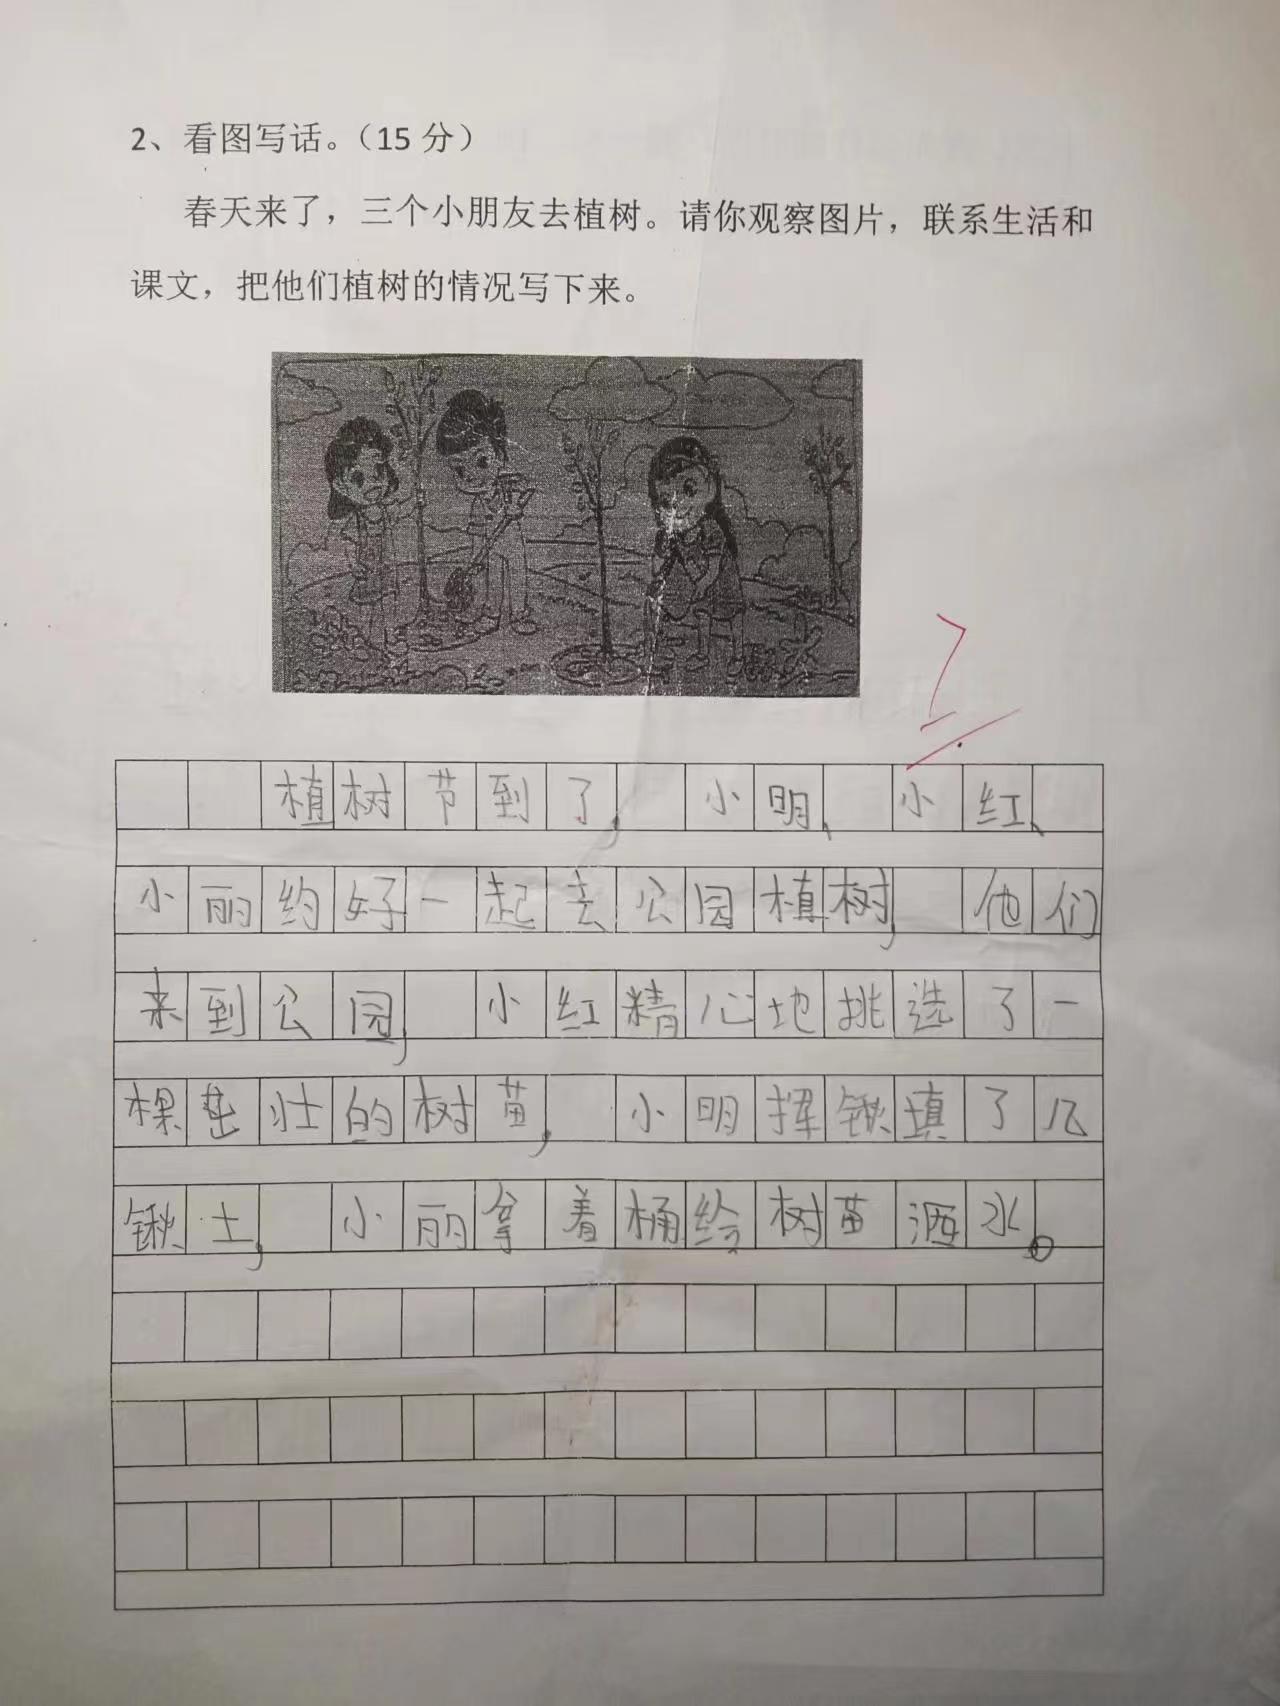 2、看图写话。（15 分）
春天来了，三个小朋友去植树。请你观察图片，联系生活和
课文，把他们植树的情况写下来。
7
植树节到了，小明、小红、
小丽约好一起去公园植树，他们
来到公园，小红精心地挑选了一
棵茁壮的树苗，小明挥锹填了几
锹土，小丽拿着桶给树苗洒水。